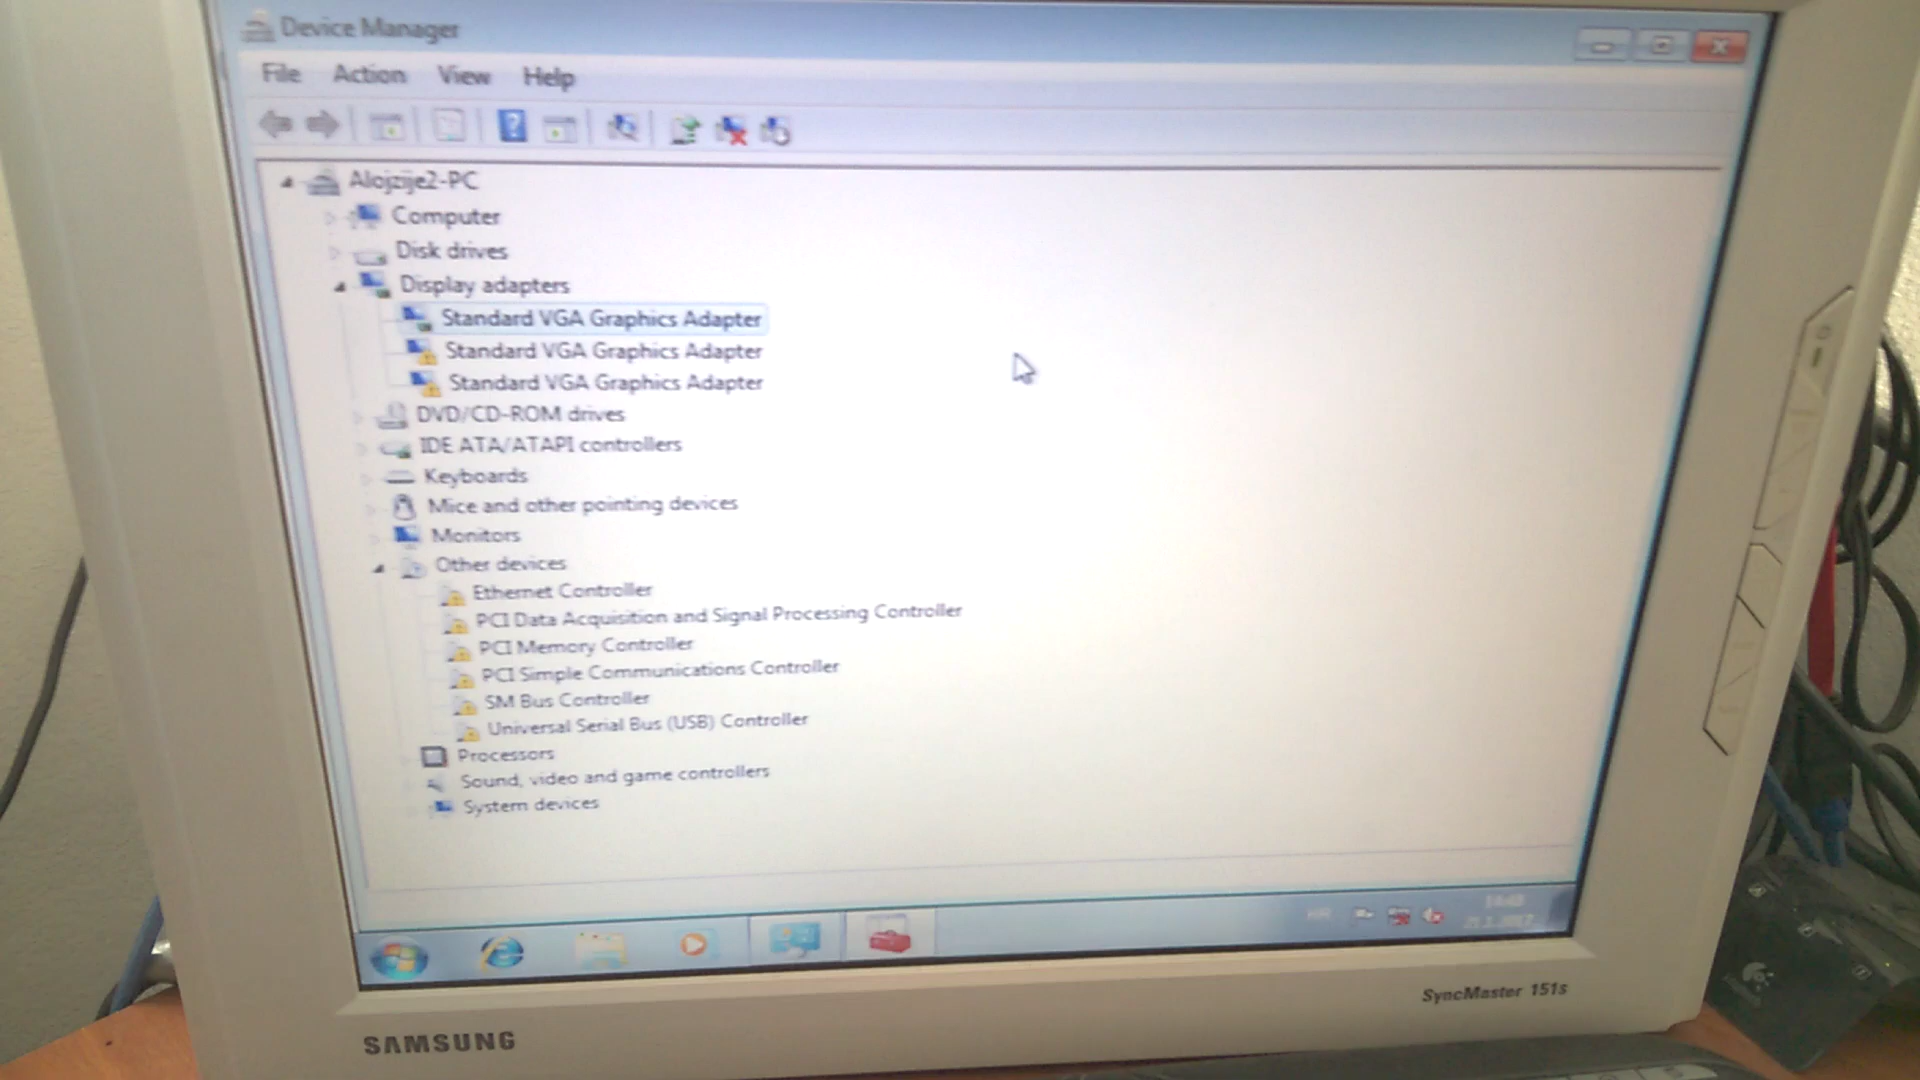 Device Manager
File Action View Help
Alojzije2-PC
Computer
Disk drives
Display adapters
Standard VGA Graphics Adapter
Standard VGA Graphics Adapter
Standard VGA Graphics Adapter
DVD/CD-ROM drives
IDE ATA/ATAPI controllers
Keyboards
Mice and other pointing devices
Monitors
Other devices
Ethernet Controller
PCI Data Acquisition and Signal Processing Controller
PCI Memory Controller
PCI Simple Communications Controller
SM Bus Controller
Universal Serial Bus (USB) Controller
Processors
Sound, video and game controllers
System devices
SyncMaster 151s
SAMSUNG